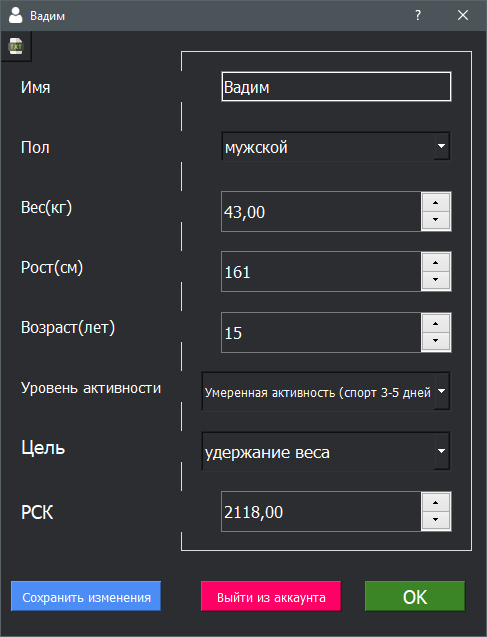 Вадим
?
TXT
Имя
Вадим
Пол
мужской
Вес(кг)
43,00
Рост(см)
161
Возраст(лет)
15
Уровень активности
Умеренная активность (спорт 3-5 дней
Цель
удержание веса
РСК
2118,00
Сохранить изменения
Выйти из аккаунта
OK